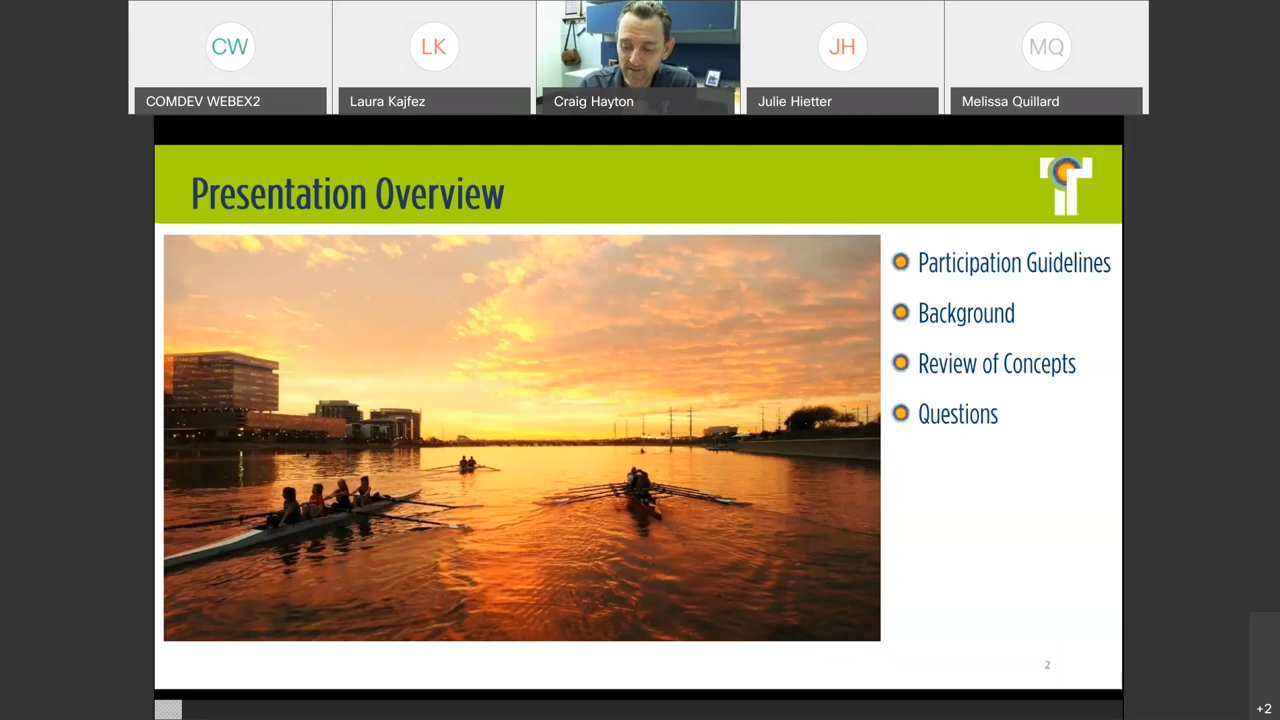 CW
LK
JH
MQ
COMDEV WEBEX2
Laura Kajfez
Craig Hayton
Julie Hietter
Melissa Quillard
Presentation Overview
Participation Guidelines
Background
Review of Concepts
Questions
2
+2